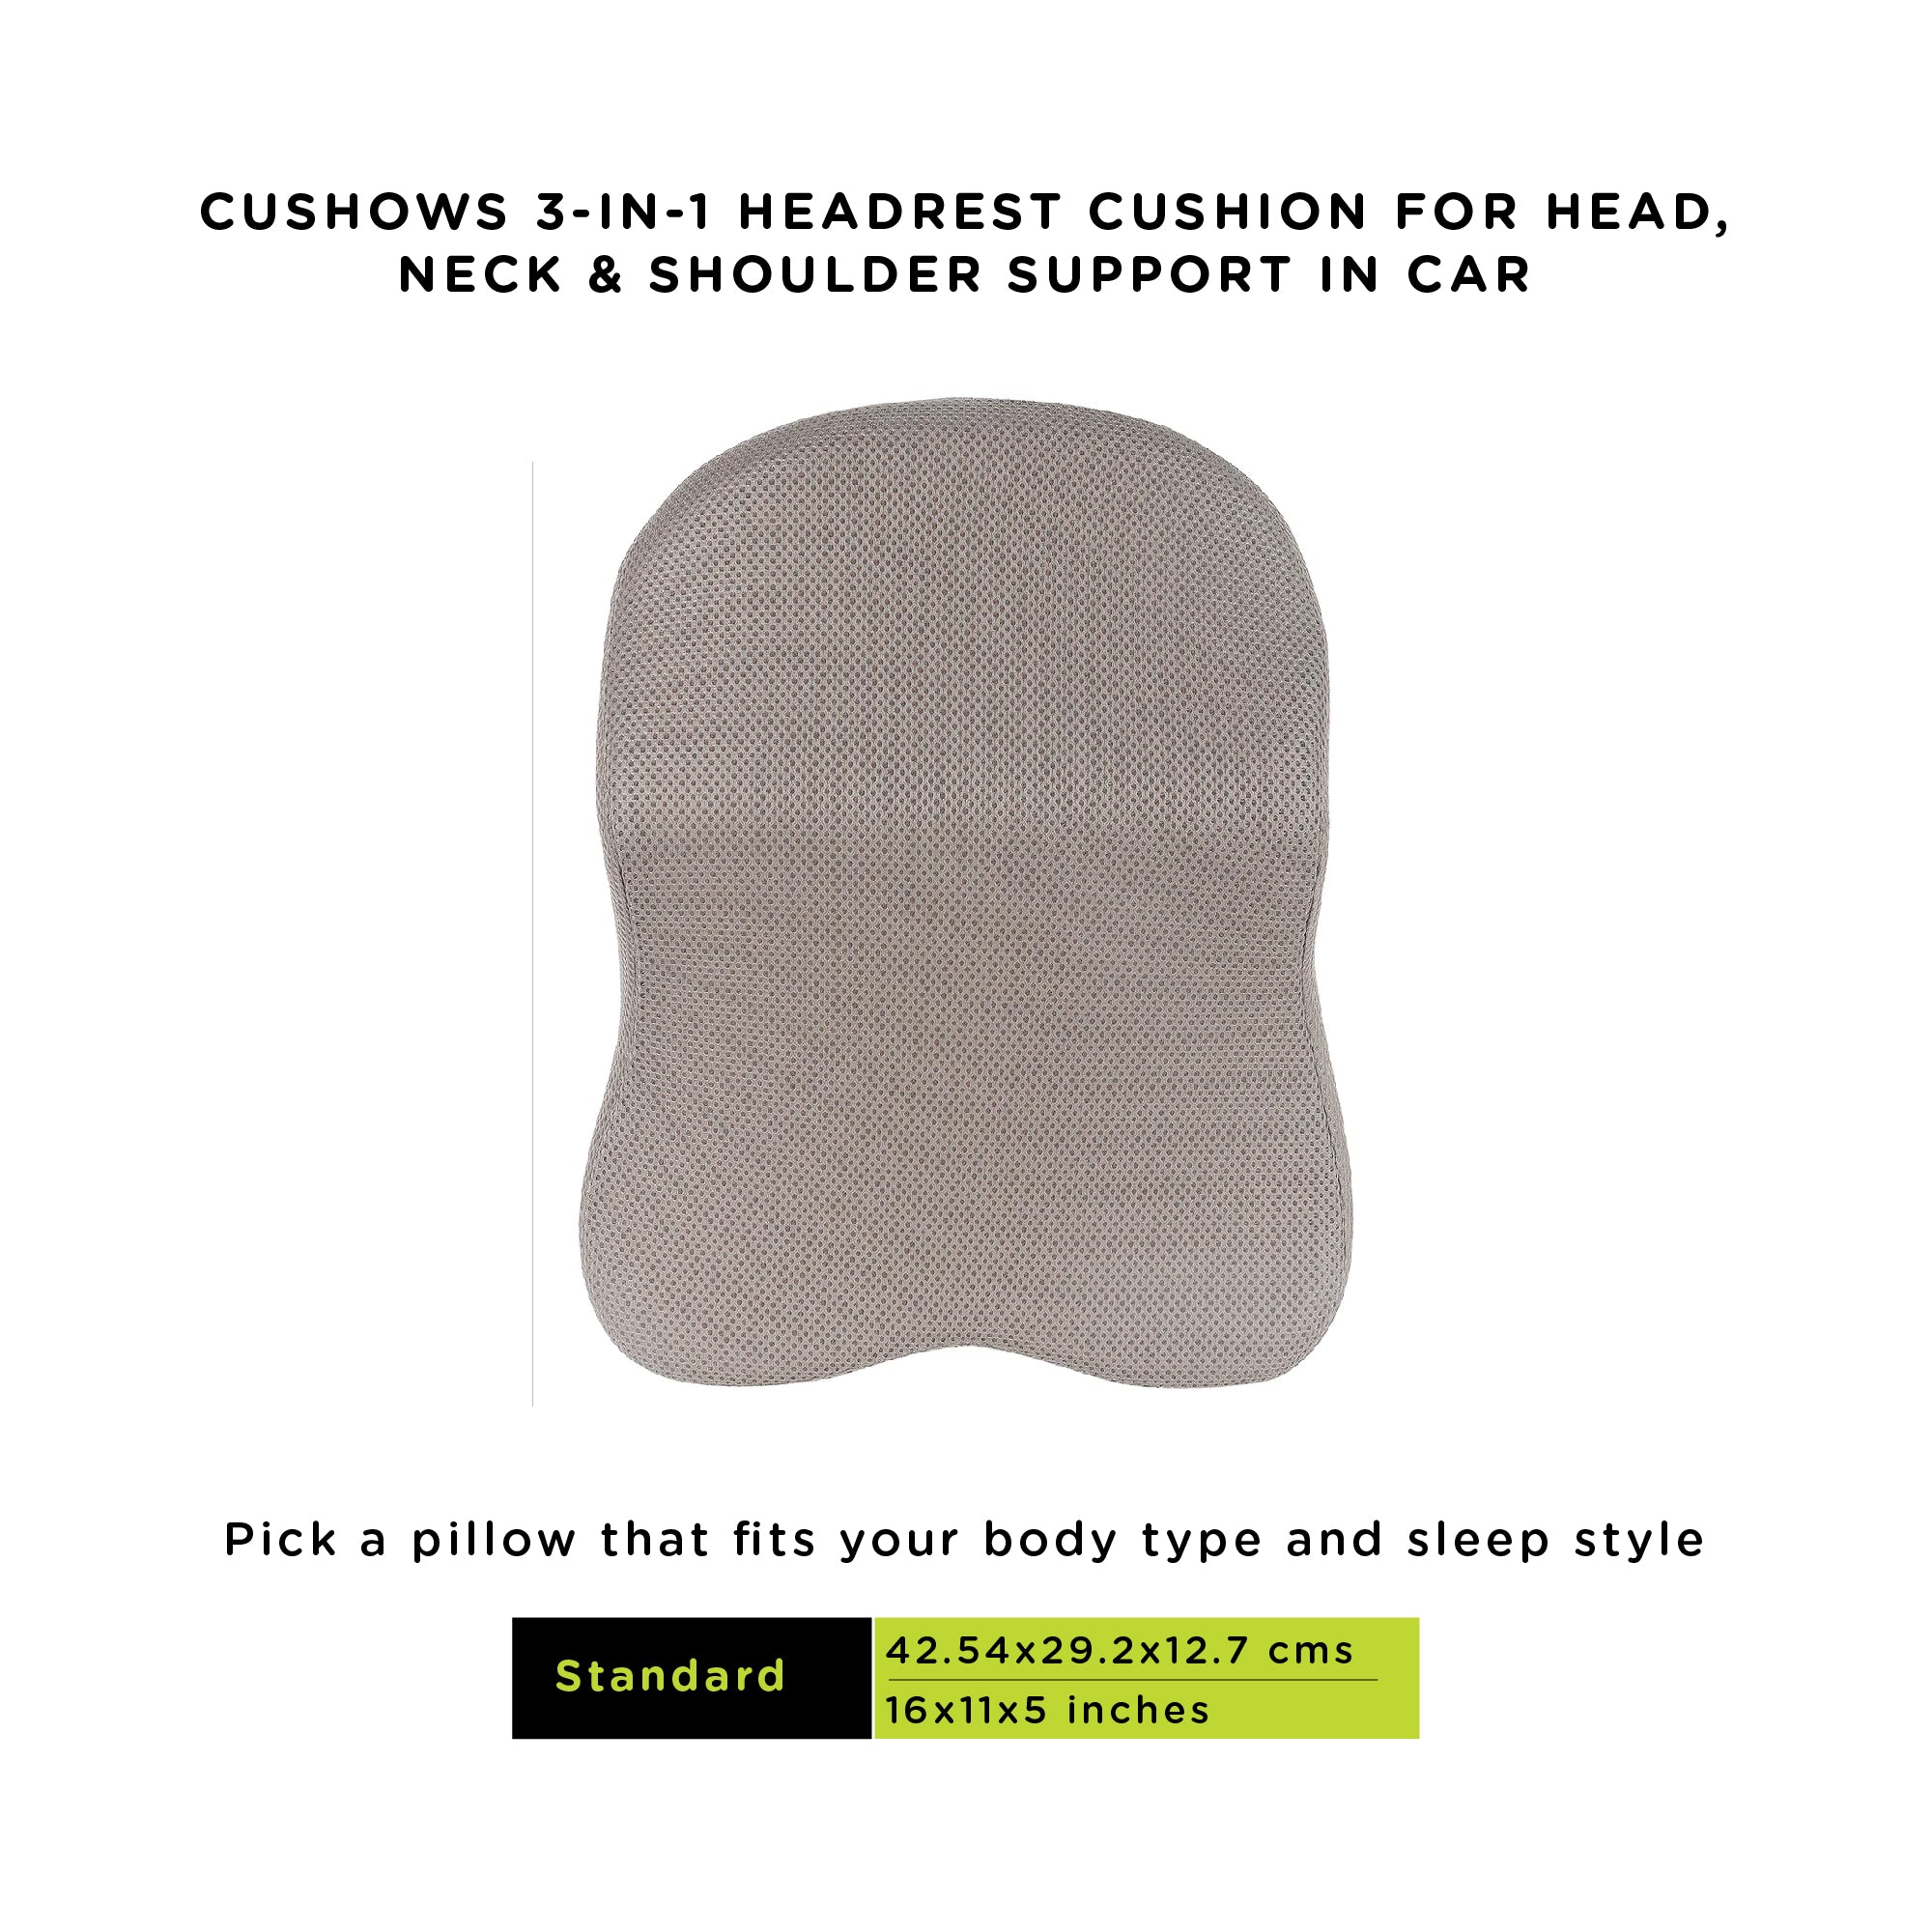 CUSHOWS 3-IN-1 HEADREST CUSHION FOR HEAD,
NECK & SHOULDER SUPPORT IN CAR
Pick a pillow that fits your body type and sleep style
Standard
42.54x29.2x12.7 cms
16x11x5 inches